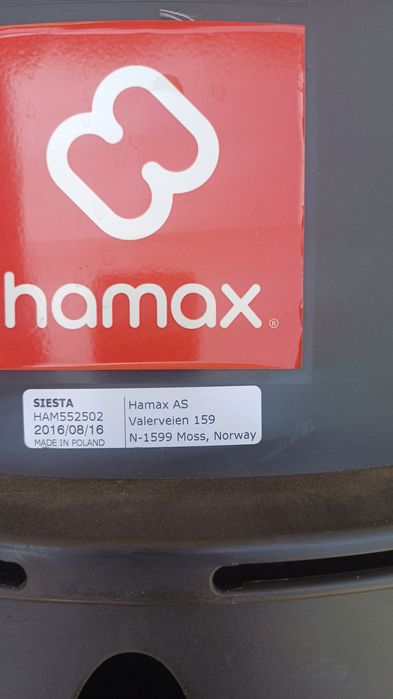 hamax®
SIESTA
HAM552502
2016/08/16
MADE IN POLAND
Hamax AS
Valerveien 159
N-1599 Moss, Norway